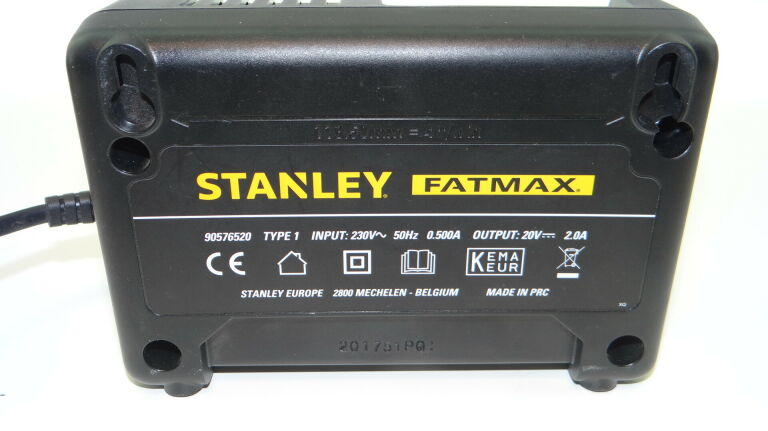 STANLEY. FATMAX.
90576520 TYPE 1 INPUT: 230V~ 50Hz 0.500A OUTPUT: 20V⎓ 2.0A
CE KEMA KEUR
STANLEY EUROPE 2800 MECHELEN - BELGIUM MADE IN PRC
XQ